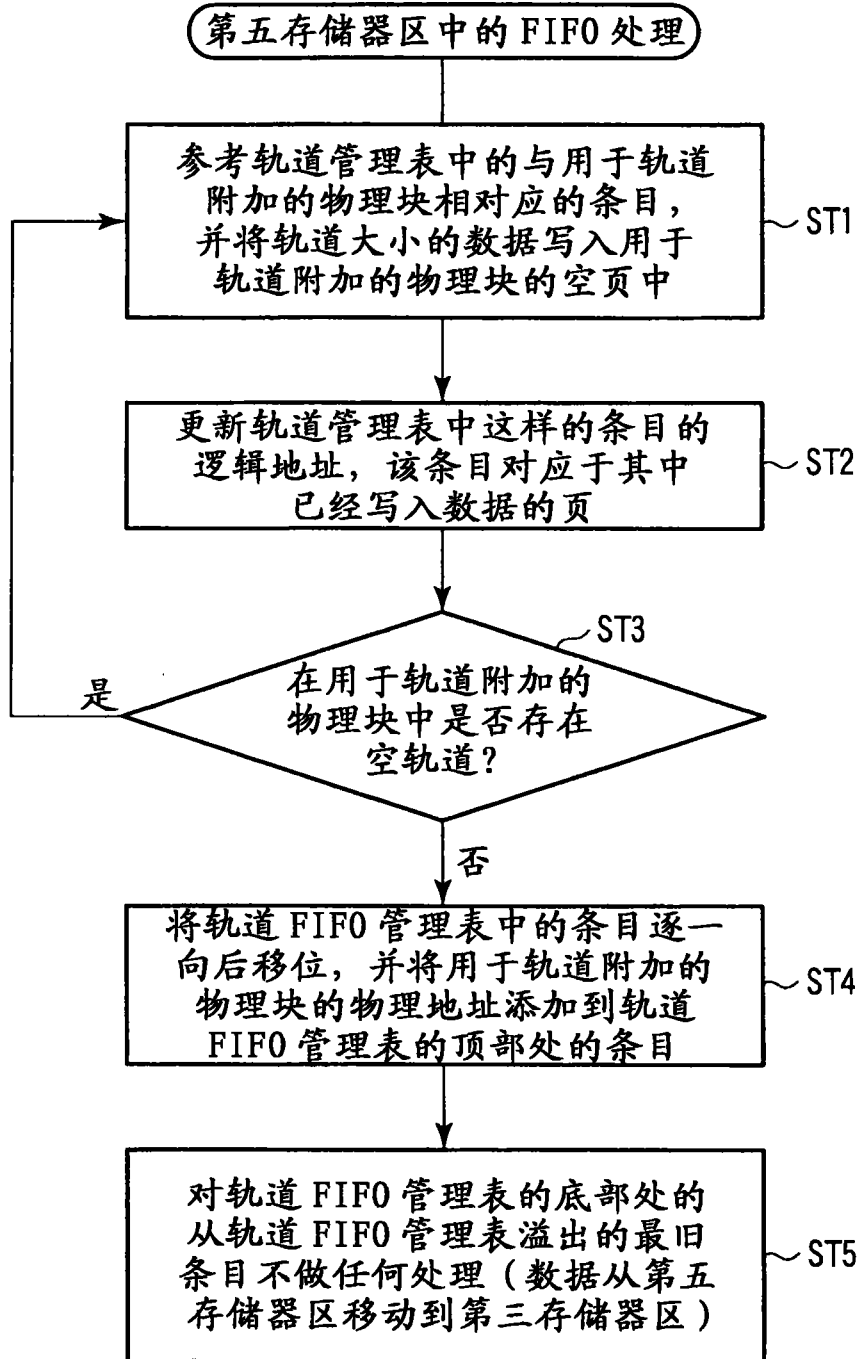 第五存储器区中的 FIFO 处理
参考轨道管理表中的与用于轨道
附加的物理块相对应的条目，
并将轨道大小的数据写入用于
轨道附加的物理块的空页中
ST1
更新轨道管理表中这样的条目的
逻辑地址，该条目对应于其中
已经写入数据的页
ST2
ST3
在用于轨道附加的
物理块中是否存在
空轨道？
是
否
将轨道 FIFO 管理表中的条目逐一
向后移位，并将用于轨道附加的
物理块的物理地址添加到轨道
FIFO 管理表的顶部处的条目
ST4
对轨道 FIFO 管理表的底部处的
从轨道 FIFO 管理表溢出的最旧
条目不做任何处理（数据从第五
存储器区移动到第三存储器区）
ST5